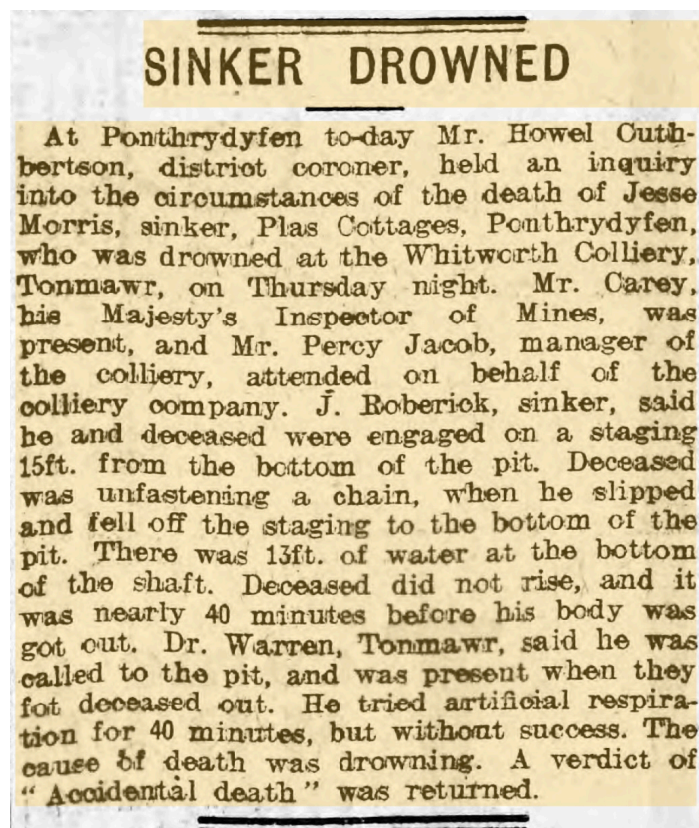 SINKER DROWNED
At Ponthrydyfen to-day Mr. Howel Cuth-
bertson, district coroner, held an inquiry
into the circumstances of the death of Jesse
Morris, sinker, Plas Cottages, Ponthrydyfen,
who was drowned at the Whitworth Colliery,
Tonmawr, on Thursday night. Mr. Carey,
his Majesty's Inspector of Mines, was
present, and Mr. Percy Jacob, manager of
the colliery, attended on behalf of the
colliery company. J. Roberick, sinker, said
he and deceased were engaged on a staging
15ft. from the bottom of the pit. Deceased
was unfastening a chain, when he slipped
and fell off the staging to the bottom of the
pit. There was 13ft. of water at the bottom
of the shaft. Deceased did not rise, and it
was nearly 40 minutes before his body was
got out. Dr. Warren, Tonmawr, said he was
called to the pit, and was present when they
fot deceased out. He tried artificial respira-
tion for 40 minutes, but without success. The
cause of death was drowning. A verdict of
"Accidental death" was returned.